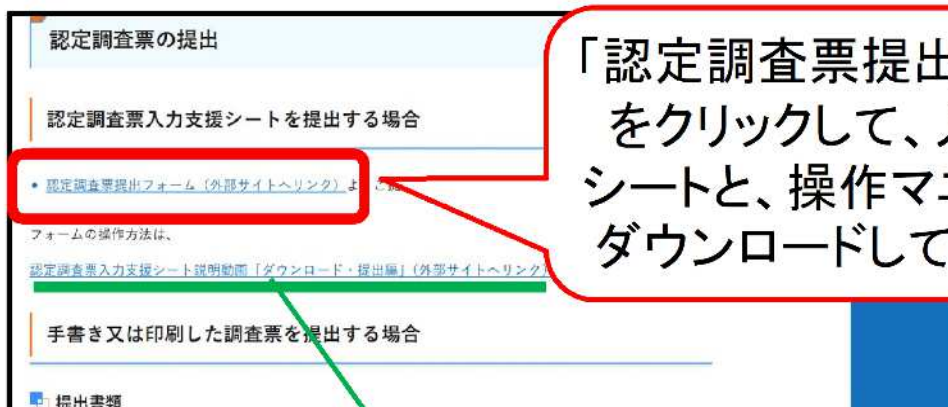 認定調査票の提出
認定調査票入力支援シートを提出する場合
• 認定調査票提出フォーム（外部サイトへリンク）よ
フォームの操作方法は、
認定調査票入力支援シート説明動画「ダウンロード・提出編」（外部サイトへリンク）
手書き又は印刷した調査票を提出する場合
提出書類
「認定調査票提出
をクリックして、
シートと、操作マ
ダウンロードして